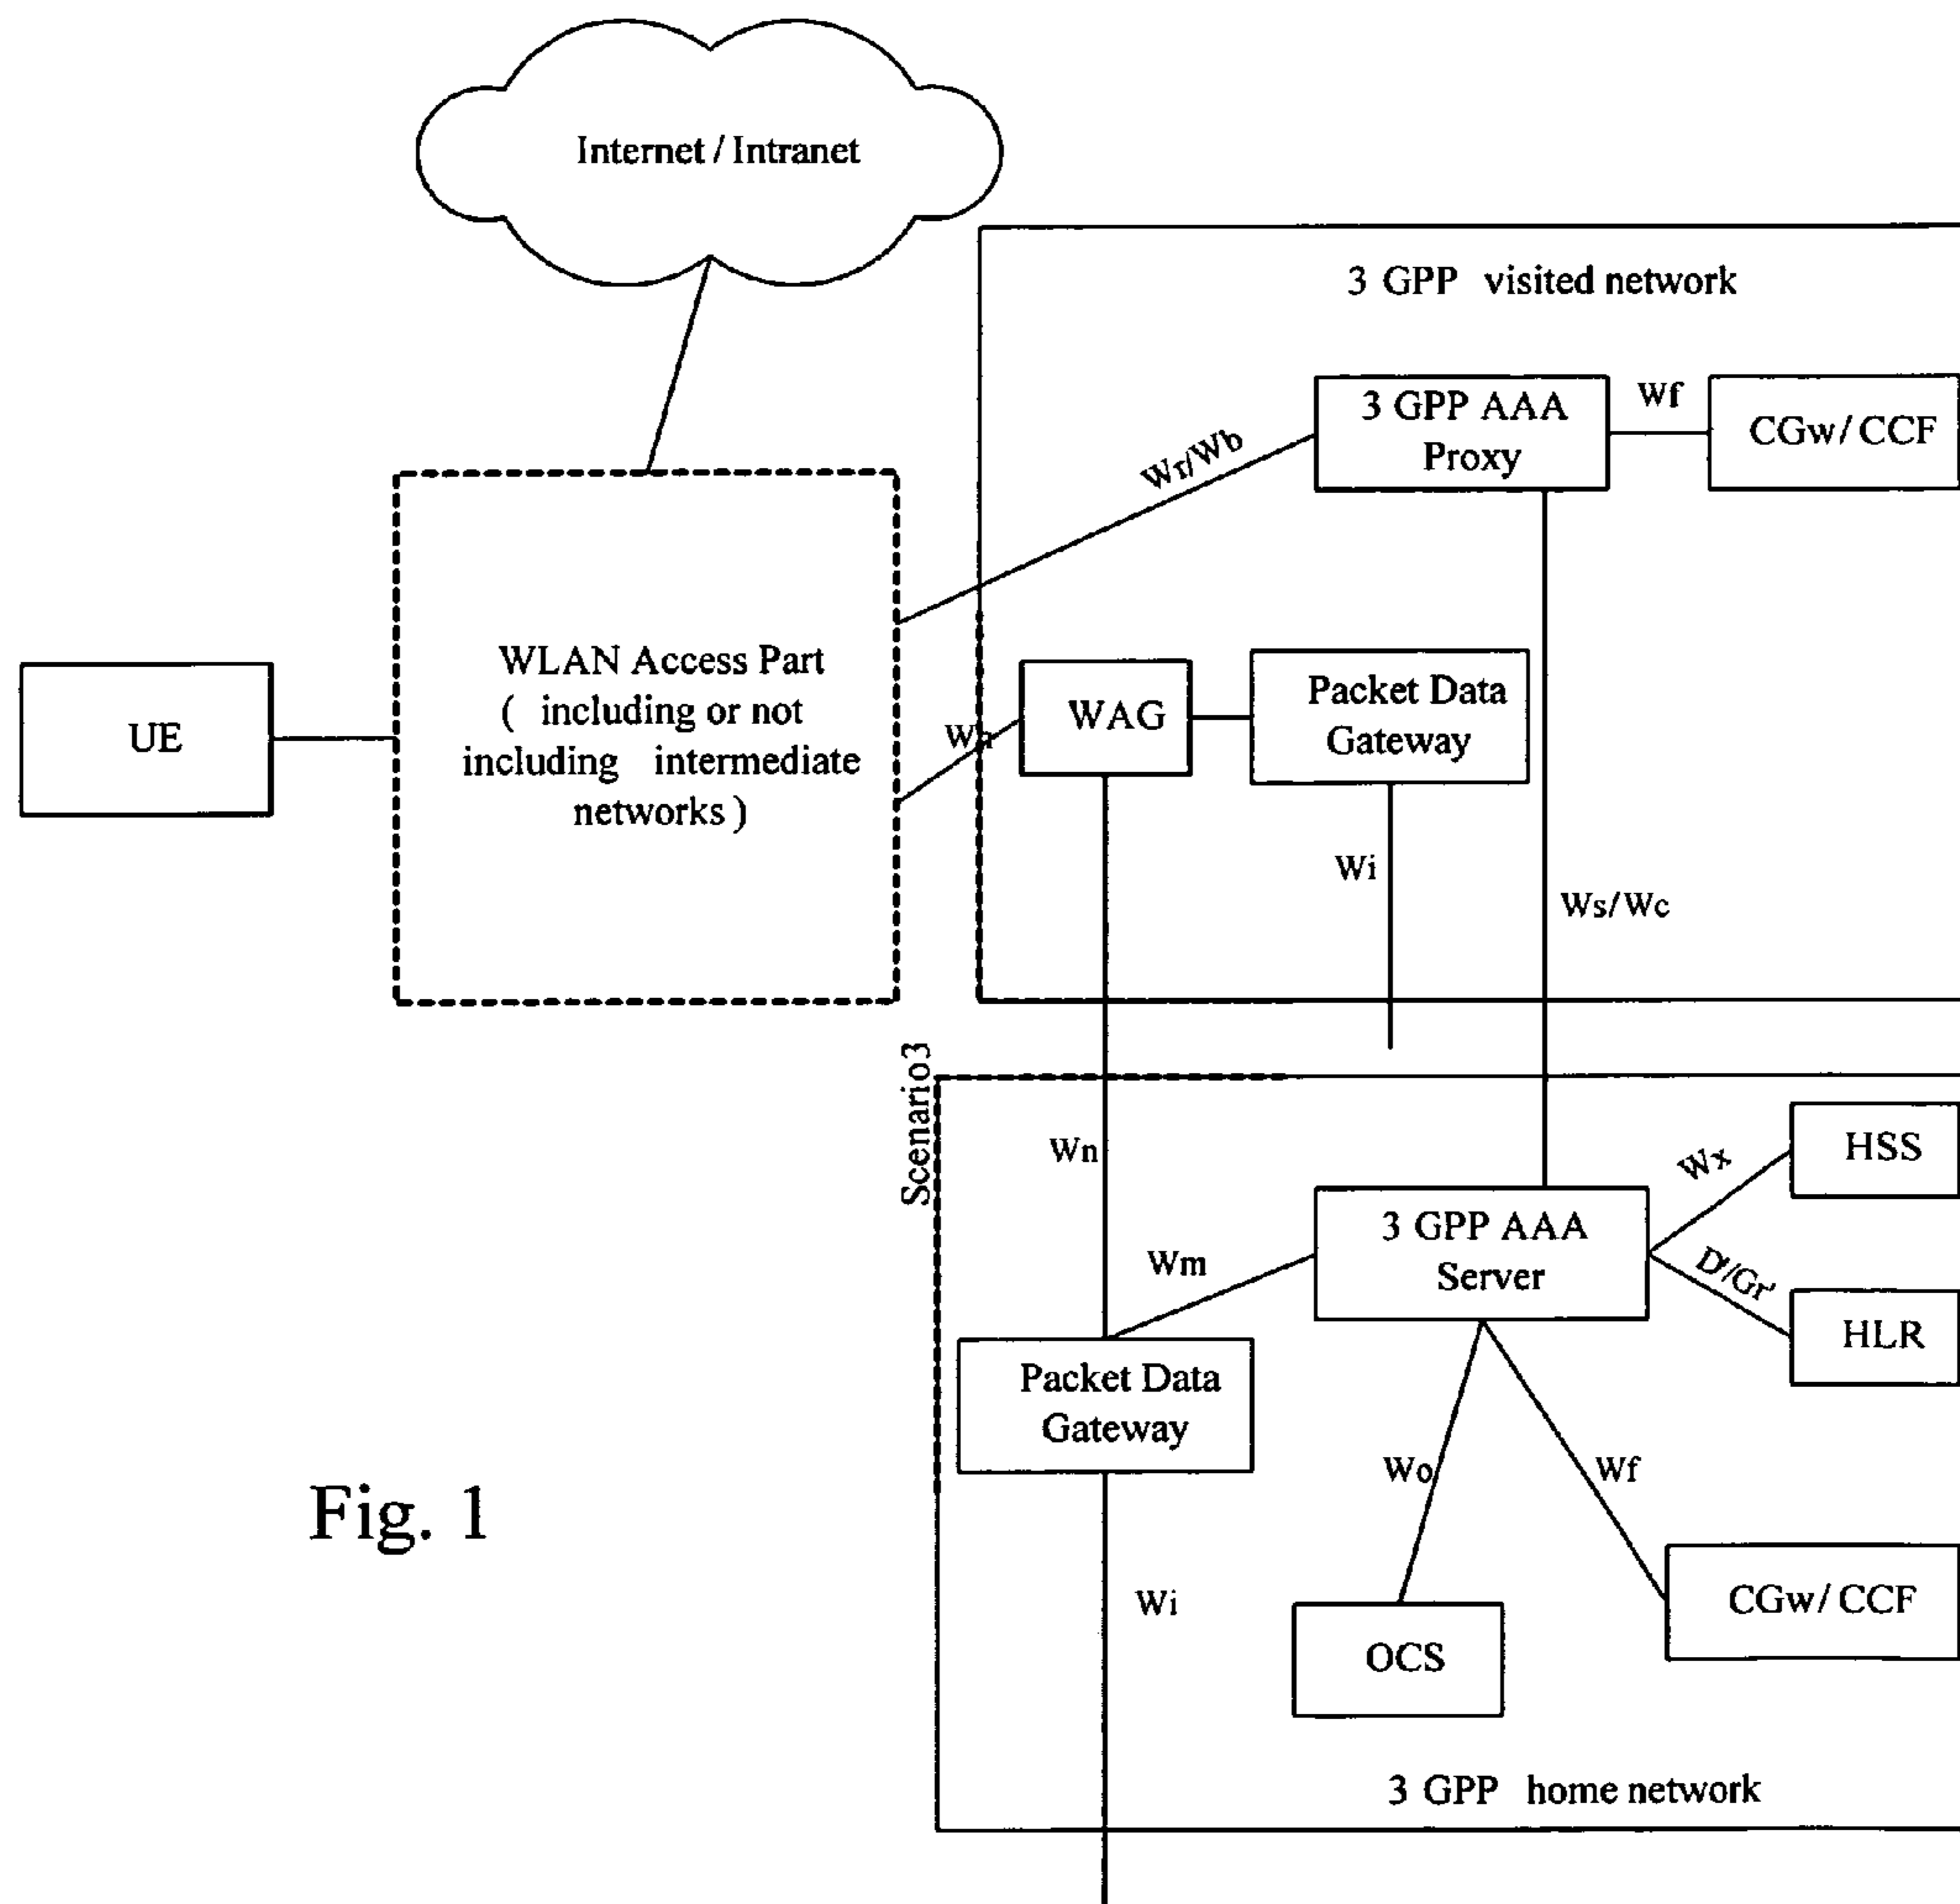 Internet / Intranet
3 GPP visited network
3 GPP AAA
Proxy
Wf
CGw/ CCF
Wr/Wb
WLAN Access Part
( including or not
including intermediate
networks )
UE
WAG
Packet Data
Gateway
Wi
Ws/Wc
Scenario3
Wn
Wx
HSS
3 GPP AAA
Server
D'/Gr'
HLR
Wm
Packet Data
Gateway
Wo
Wf
Fig. 1
Wi
OCS
CGw/ CCF
3 GPP home network